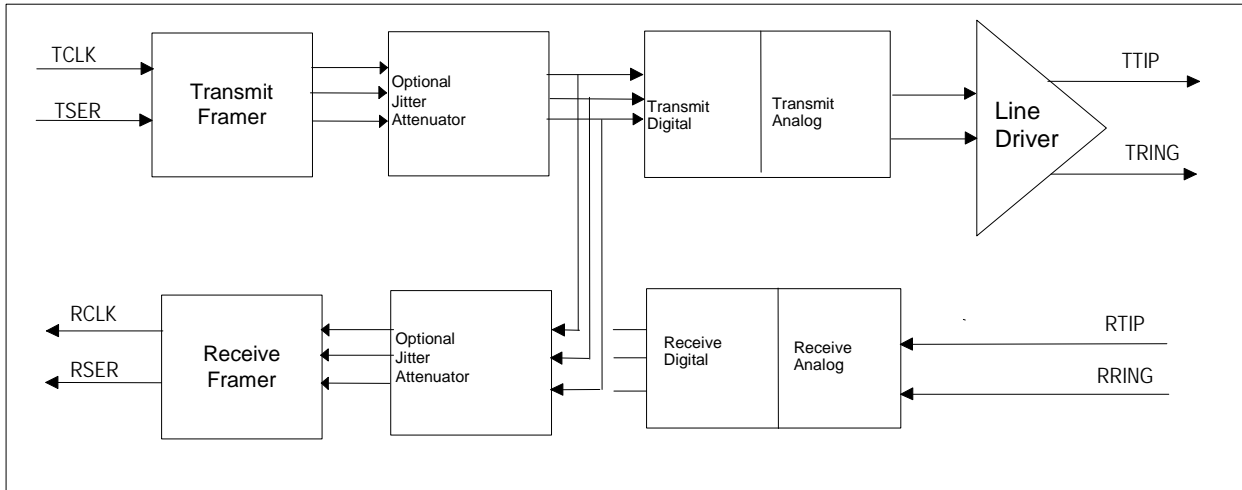 TCLK
TSER
Transmit
Framer
Optional
Jitter
Attenuator
Transmit
Digital
Transmit
Analog
Line
Driver
TTIP
TRING
RCLK
RSER
Receive
Framer
Optional
Jitter
Attenuator
Receive
Digital
Receive
Analog
RTIP
RRING